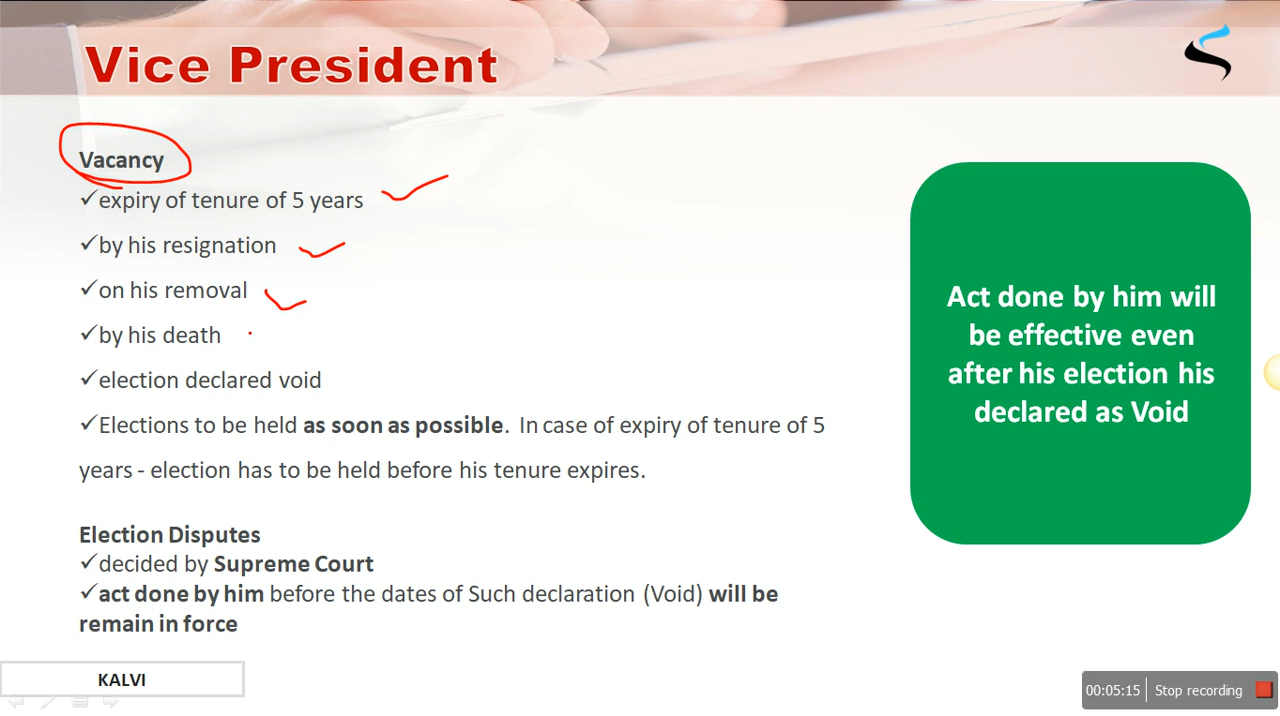 Vice President
Vacancy
✓expiry of tenure of 5 years
✓by his resignation
✓on his removal
✓by his death
✓election declared void
✓Elections to be held as soon as possible. In case of expiry of tenure of 5
years - election has to be held before his tenure expires.
Election Disputes
✓decided by Supreme Court
✓act done by him before the dates of Such declaration (Void) will be
remain in force
Act done by him will
be effective even
after his election his
declared as Void
KALVI
00:05:15 Stop recording